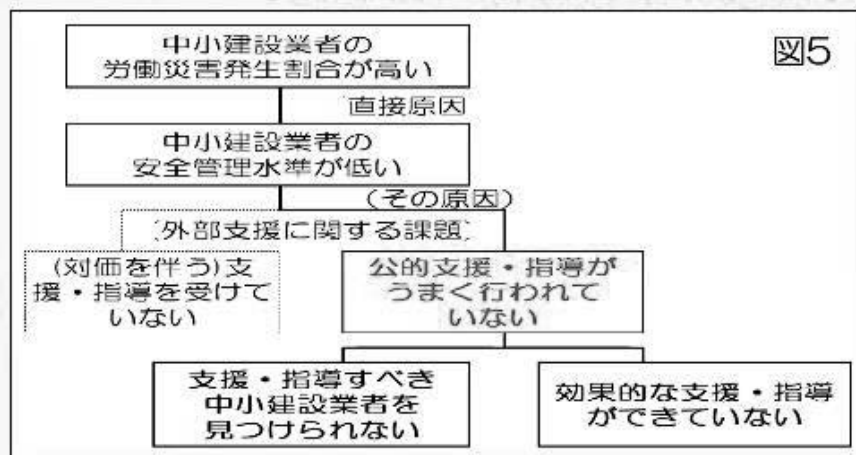 図5
中小建設業者の
労働災害発生割合が高い
直接原因
中小建設業者の
安全管理水準が低い
(その原因)
[外部支援に関する課題]
(対価を伴う)支
援・指導を受けて
いない
公的支援・指導が
うまく行われて
いない
支援・指導すべき
中小建設業者を
見つけられない
効果的な支援・指導
ができていない